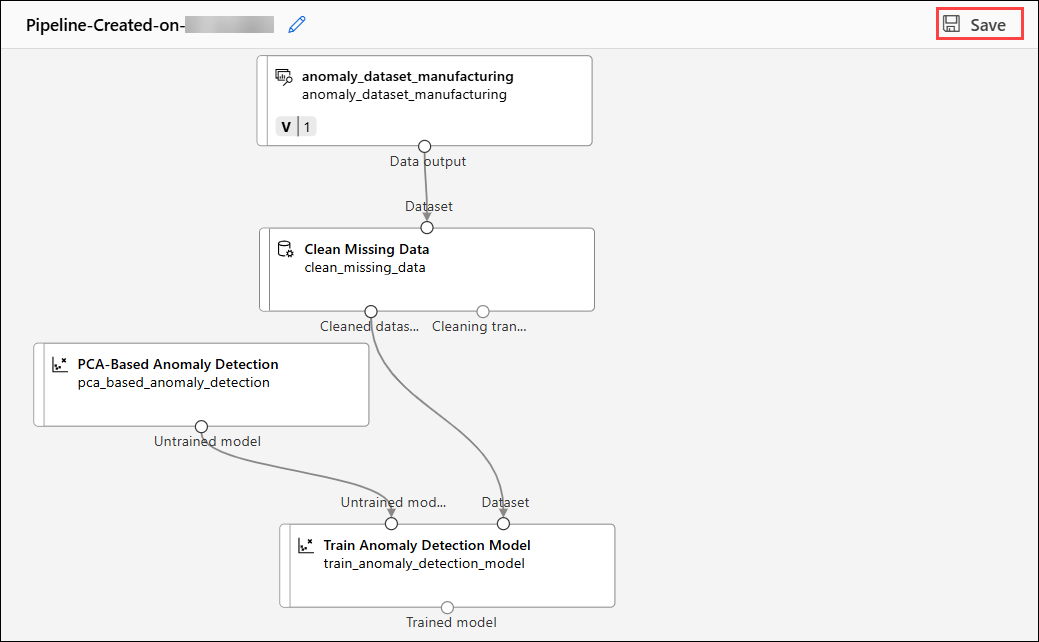 Pipeline-Created-on-
Save
anomaly_dataset_manufacturing
anomaly_dataset_manufacturing
V 1
Data output
Dataset
Clean Missing Data
clean_missing_data
Cleaned datas... Cleaning tran...
PCA-Based Anomaly Detection
pca_based_anomaly_detection
Untrained model
Untrained mod... Dataset
Train Anomaly Detection Model
train_anomaly_detection_model
Trained model